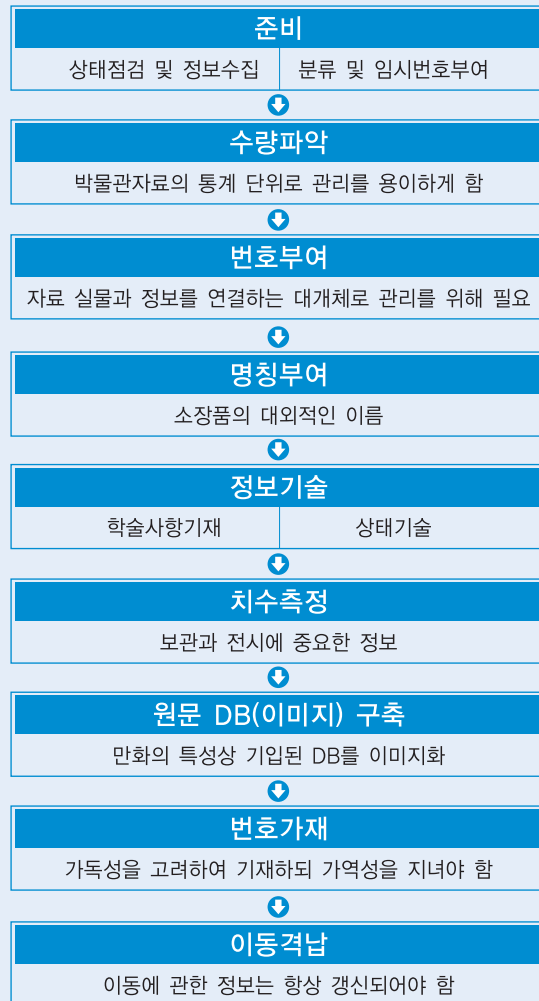 준비
상태점검 및 정보수집 분류 및 임시번호부여
수량파악
박물관자료의 통계 단위로 관리를 용이하게 함
번호부여
자료 실물과 정보를 연결하는 대개체로 관리를 위해 필요
명칭부여
소장품의 대외적인 이름
정보기술
학술사항기재 상태기술
치수측정
보관과 전시에 중요한 정보
원문 DB(이미지) 구축
만화의 특성상 기입된 DB를 이미지화
번호가재
가독성을 고려하여 기재하되 가역성을 지녀야 함
이동격납
이동에 관한 정보는 항상 갱신되어야 함